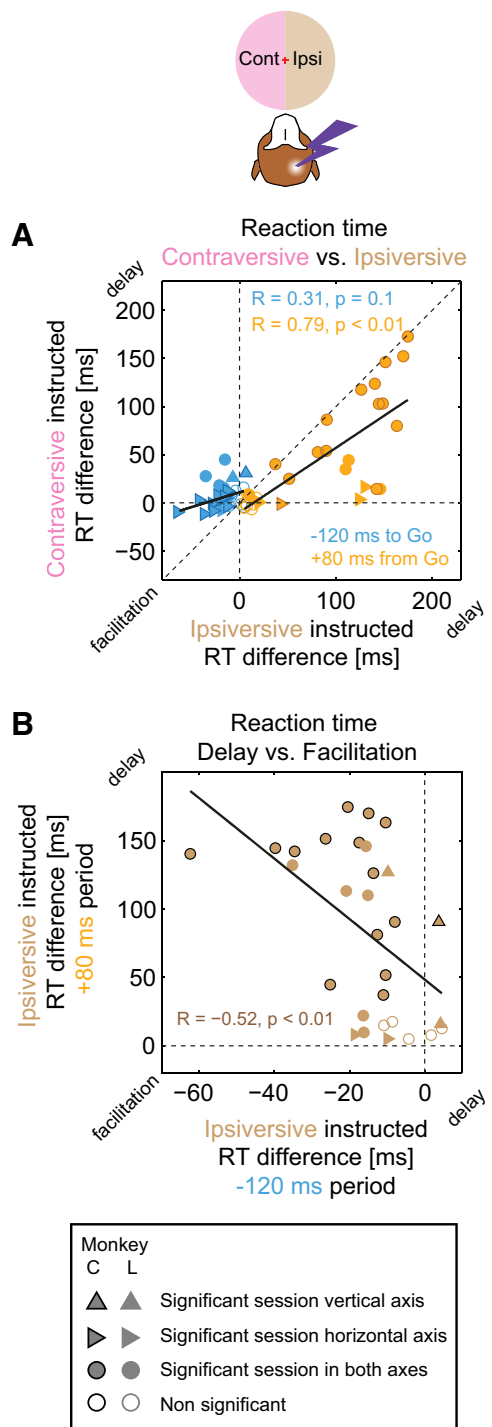 Cont + Ipsi
A
Reaction time
Contraversive vs. Ipsiversive
delay
R = 0.31, p = 0.1
R = 0.79, p < 0.01
200
150
100
50
0
−50
Contraversive instructed
RT difference [ms]
-120 ms to Go
+80 ms from Go
facilitation
0
100
200
delay
Ipsiversive instructed
RT difference [ms]
B
Reaction time
Delay vs. Facilitation
delay
150
100
50
0
Ipsiversive instructed
RT difference [ms]
+80 ms period
R = −0.52, p < 0.01
facilitation
−60
−40
−20
0
delay
Ipsiversive instructed
RT difference [ms]
-120 ms period
Monkey
C L
Significant session vertical axis
Significant session horizontal axis
Significant session in both axes
Non significant